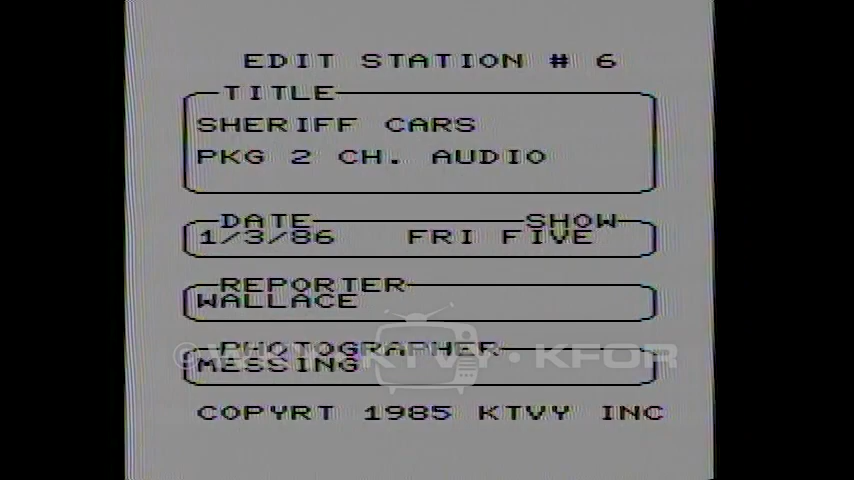 EDIT STATION # 6
TITLE
SHERIFF CARS
PKG 2 CH. AUDIO
DATE SHOW
1/3/86 FRI FIVE
REPORTER
WALLACE
PHOTOGRAPHER
MESSING
© KTVY · KFOR
COPYRT 1985 KTVY INC